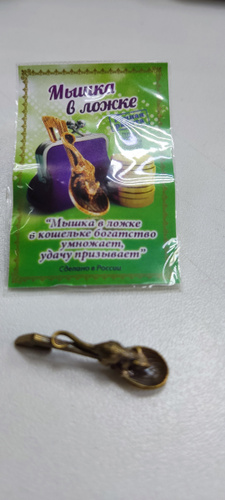 Мышка
в ложке
"Мышка в ложке
в кошельке богатство
умножает,
удачу призывает"
Сделано в России